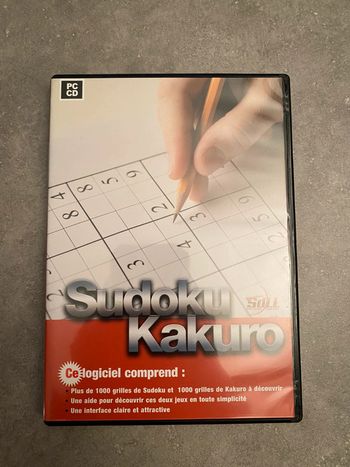 PC
CD
Sudoku
Soll
Kakuro
Ce logiciel comprend :
• Plus de 1000 grilles de Sudoku et 1000 grilles de Kakuro à découvrir
• Une aide pour découvrir ces deux jeux en toute simplicité
• Une interface claire et attractive